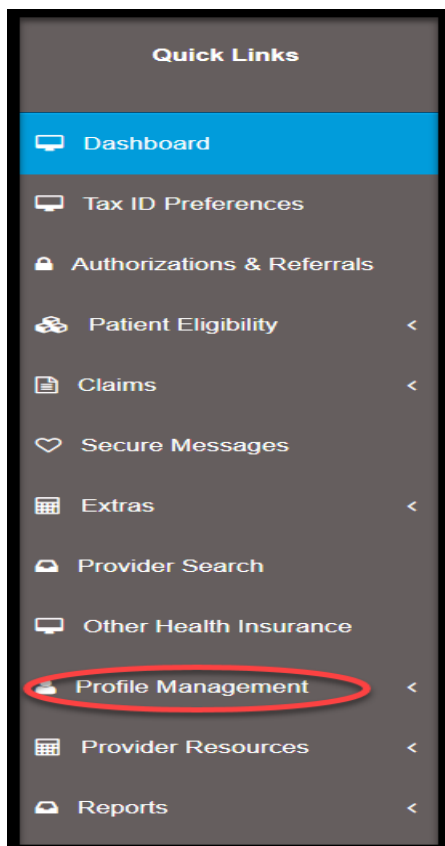 Quick Links
Dashboard
Tax ID Preferences
Authorizations & Referrals
Patient Eligibility
Claims
Secure Messages
Extras
Provider Search
Other Health Insurance
Profile Management
Provider Resources
Reports